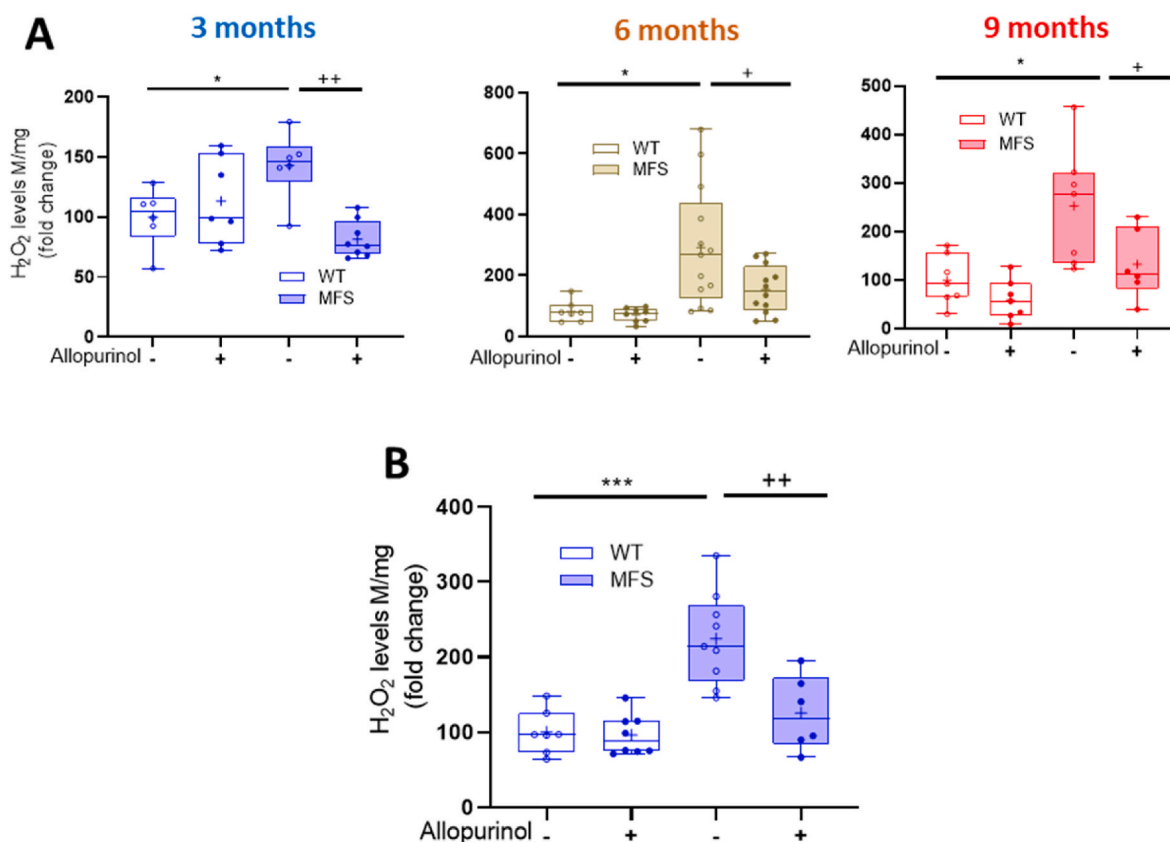 A
3 months
6 months
9 months
*
++
*
+
*
+
H₂O₂ levels M/mg
(fold change)
200
150
100
50
0
WT
MFS
Allopurinol - + - +
800
600
400
200
0
WT
MFS
Allopurinol - + - +
500
400
300
200
100
0
WT
MFS
Allopurinol - + - +
B
***
++
H₂O₂ levels M/mg
(fold change)
400
300
200
100
0
WT
MFS
Allopurinol - + - +